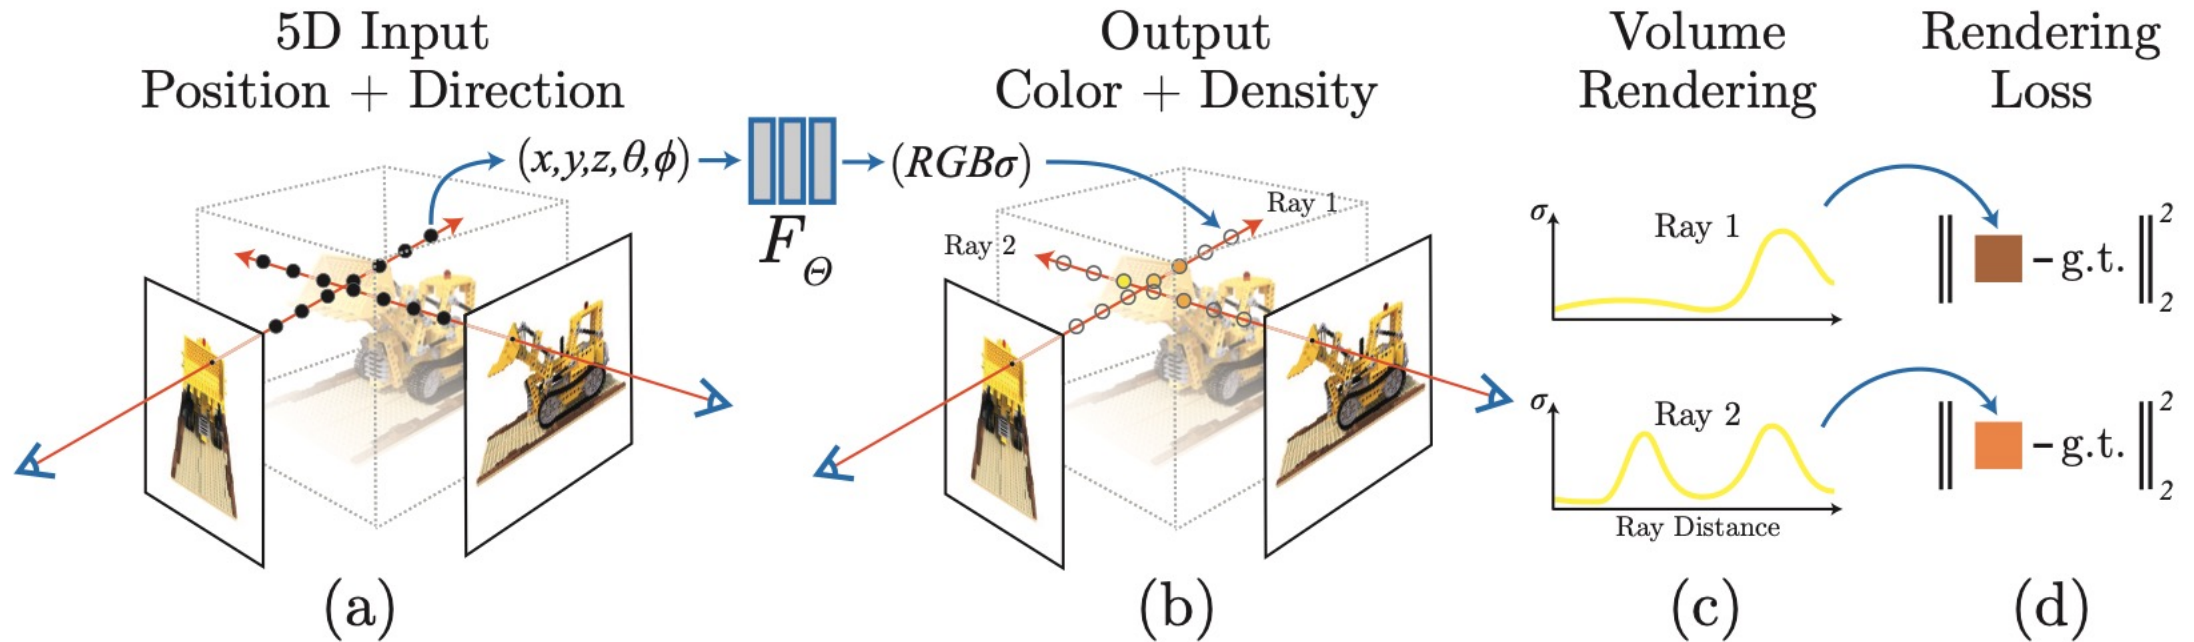 5D Input
Position + Direction
Output
Color + Density
Volume
Rendering
Rendering
Loss
(x,y,z,θ,ϕ)
F_Θ
(RGBσ)
Ray 1
Ray 2
σ
Ray 1
‖ – g.t. ‖²₂
σ
Ray 2
‖ – g.t. ‖²₂
Ray Distance
(a)
(b)
(c)
(d)